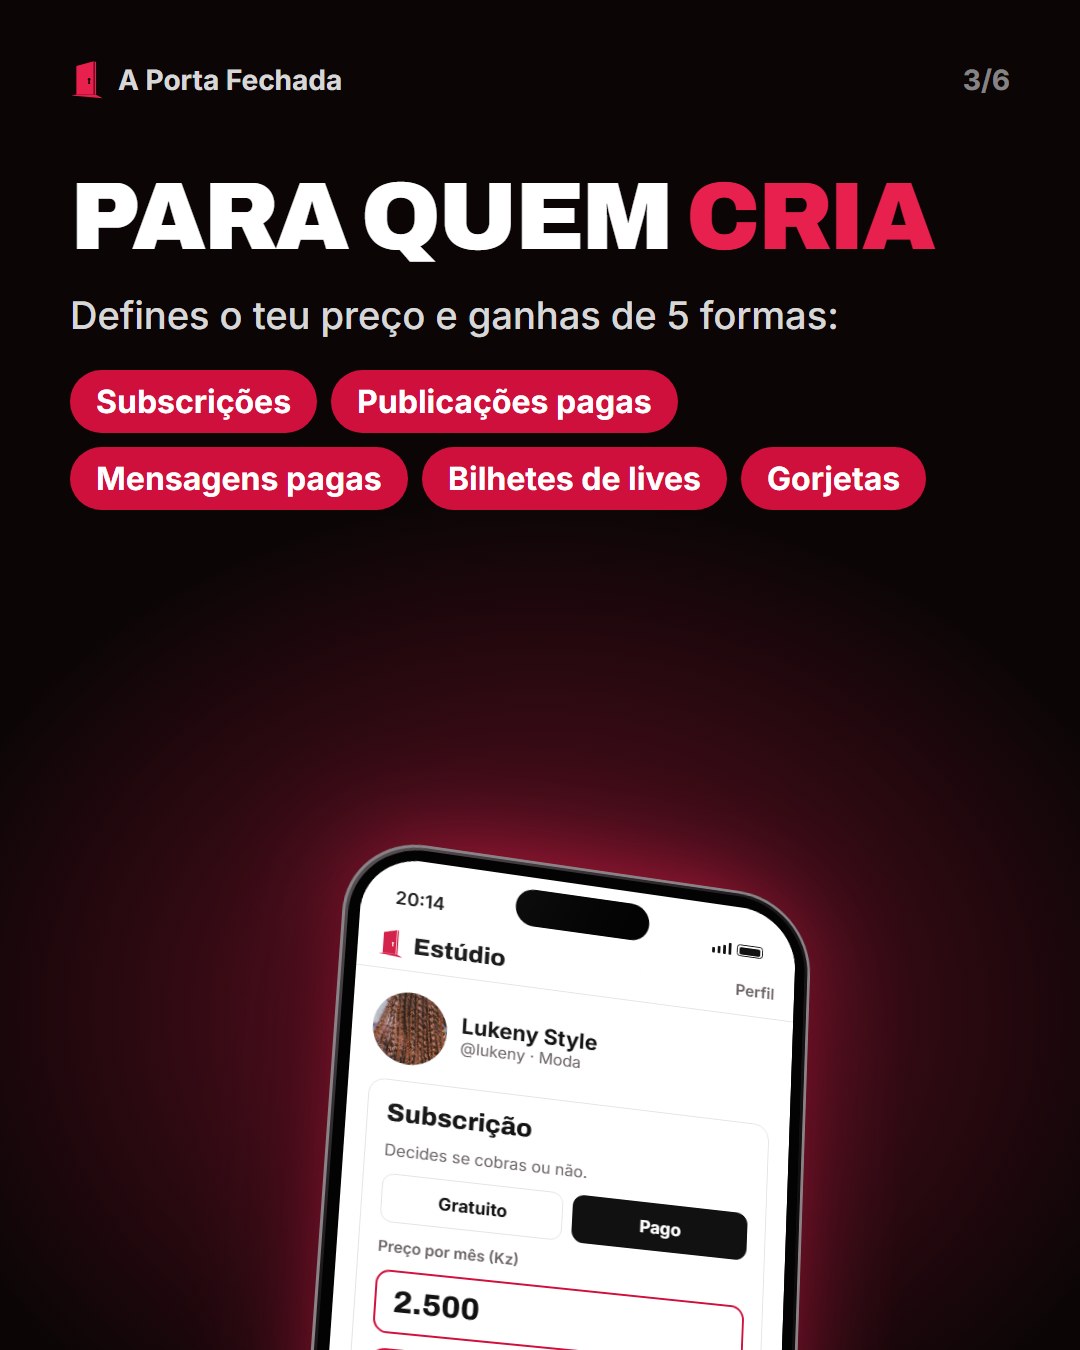 A Porta Fechada
3/6
PARA QUEM CRIA
Defines o teu preço e ganhas de 5 formas:
Subscrições Publicações pagas
Mensagens pagas Bilhetes de lives Gorjetas
20:14
Estúdio
Perfil
Lukeny Style
@lukeny · Moda
Subscrição
Decides se cobras ou não.
Gratuito Pago
Preço por mês (Kz)
2.500